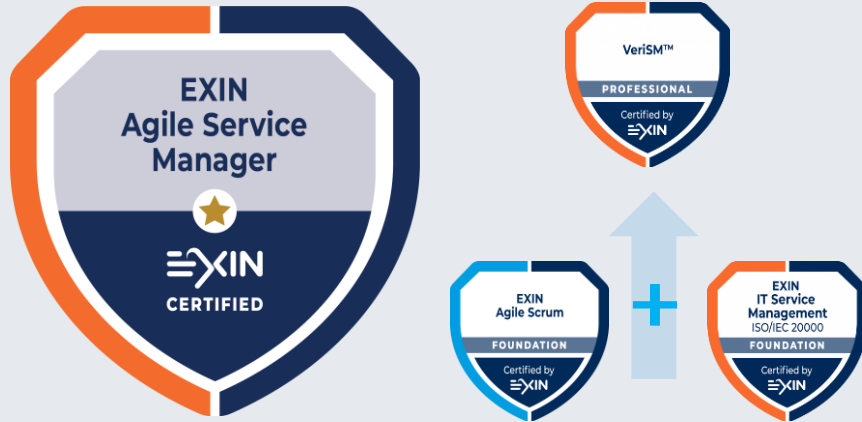 EXIN
Agile Service
Manager
EXIN
CERTIFIED
VeriSM™
PROFESSIONAL
Certified by
EXIN
+
EXIN
Agile Scrum
FOUNDATION
Certified by
EXIN
EXIN
IT Service
Management
ISO/IEC 20000
FOUNDATION
Certified by
EXIN